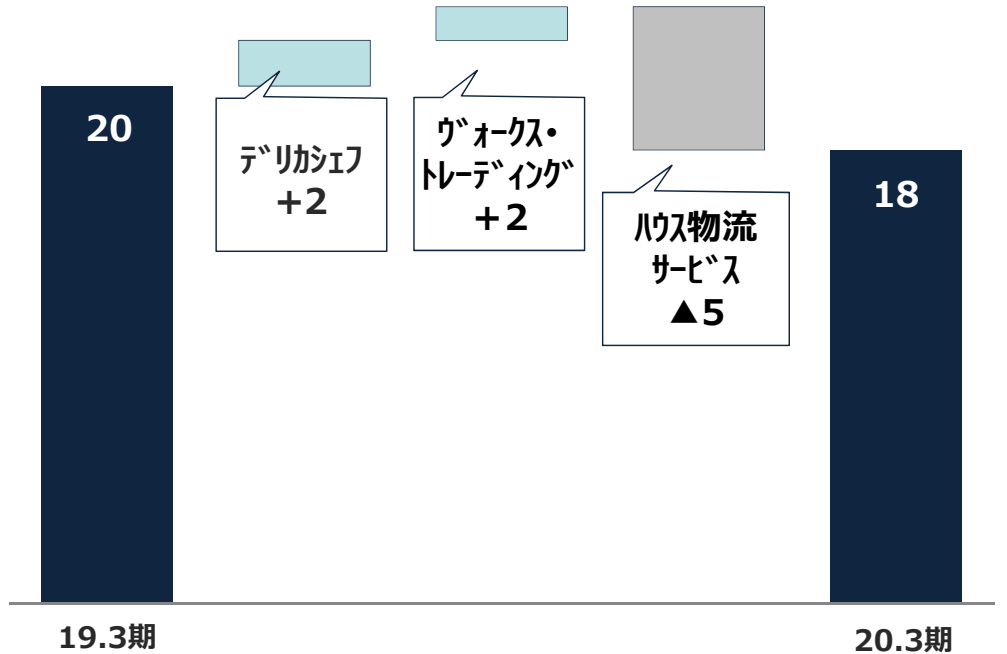 20
ﾃﾞﾘｶｼｪﾌ
+2
ｳﾞｫｰｸｽ・
ﾄﾚｰﾃﾞｨﾝｸﾞ
+2
ﾊｳｽ物流
ｻｰﾋﾞｽ
▲5
18
19.3期
20.3期